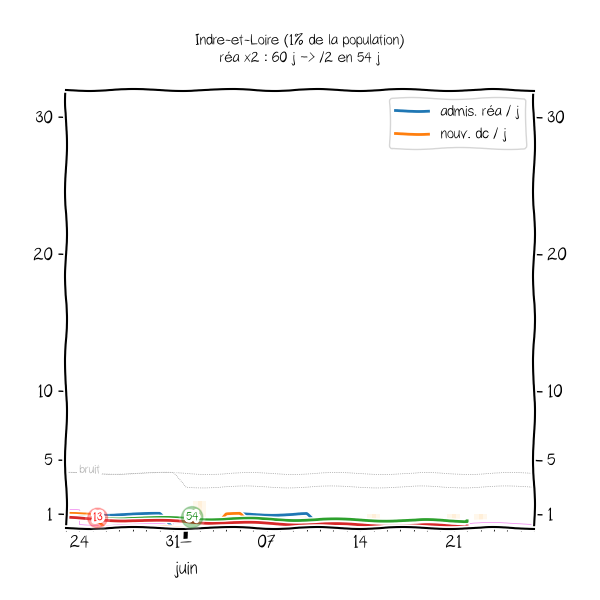 Indre-et-Loire (1% de la population)
réa x2 : 60 j -> /2 en 54 j
admis. réa / j
nouv. dc / j
30 30
20 20
10 10
5 5
bruit
1 13 54 1
24 31 07 14 21
juin